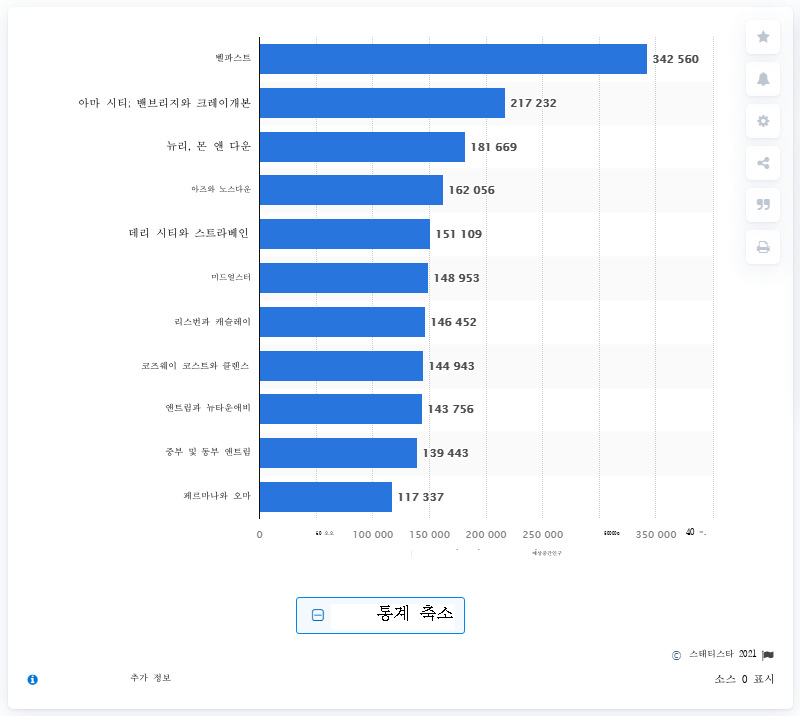 벨파스트 342 560
아마 시티; 밴브리지와 크레이개본 217 232
뉴리, 몬 앤 다운 181 669
아즈와 노스다운 162 056
데리 시티와 스트라베인 151 109
미드얼스터 148 953
리스번과 캐슬레이 146 452
코즈웨이 코스트와 클렌스 144 943
앤트림과 뉴타운애비 143 756
중부 및 동부 앤트림 139 443
페르마나와 오마 117 337
0 100 000 150 000 200 000 250 000 350 000 40
예상중간인구
통계 축소
© 스태티스타 2021
추가 정보 소스 0 표시